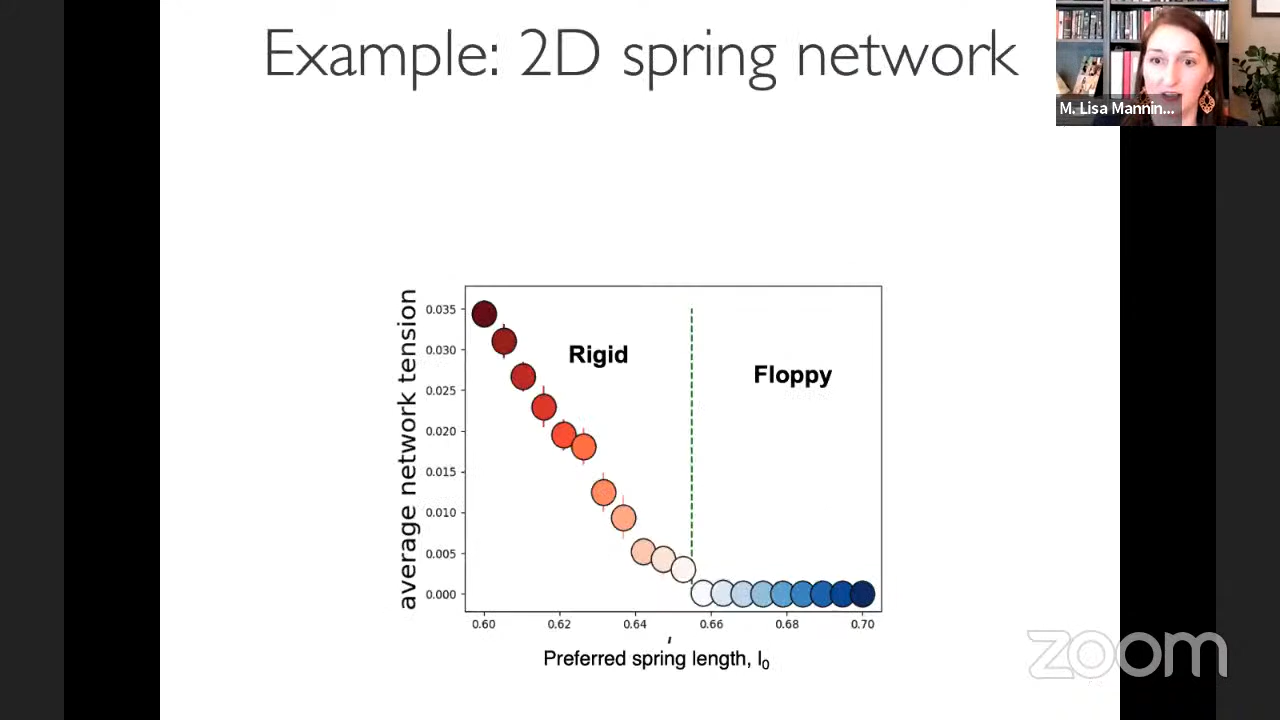 Example: 2D spring network
M. Lisa Mannin...
average network tension
0.035
0.030
0.025
0.020
0.015
0.010
0.005
0.000
Rigid
Floppy
0.60 0.62 0.64 0.66 0.68 0.70
Preferred spring length, l₀
zoom